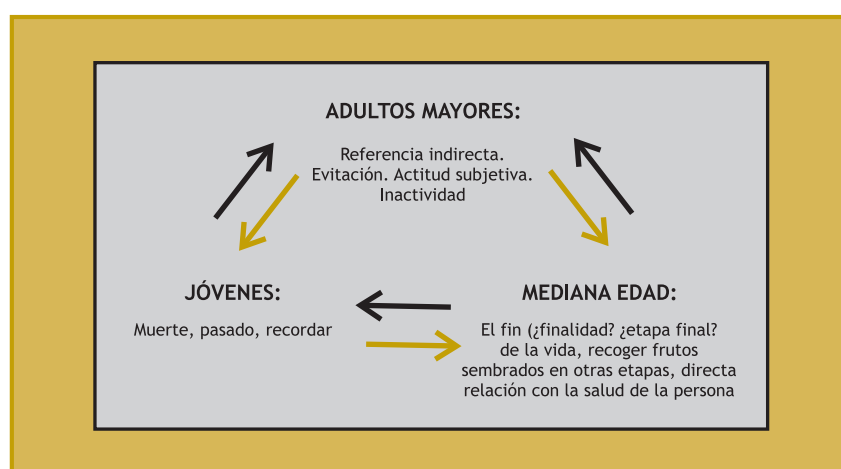 ADULTOS MAYORES:
Referencia indirecta.
Evitación. Actitud subjetiva.
Inactividad
JÓVENES:
Muerte, pasado, recordar
MEDIANA EDAD:
El fin (¿finalidad? ¿etapa final?
de la vida, recoger frutos
sembrados en otras etapas, directa
relación con la salud de la persona